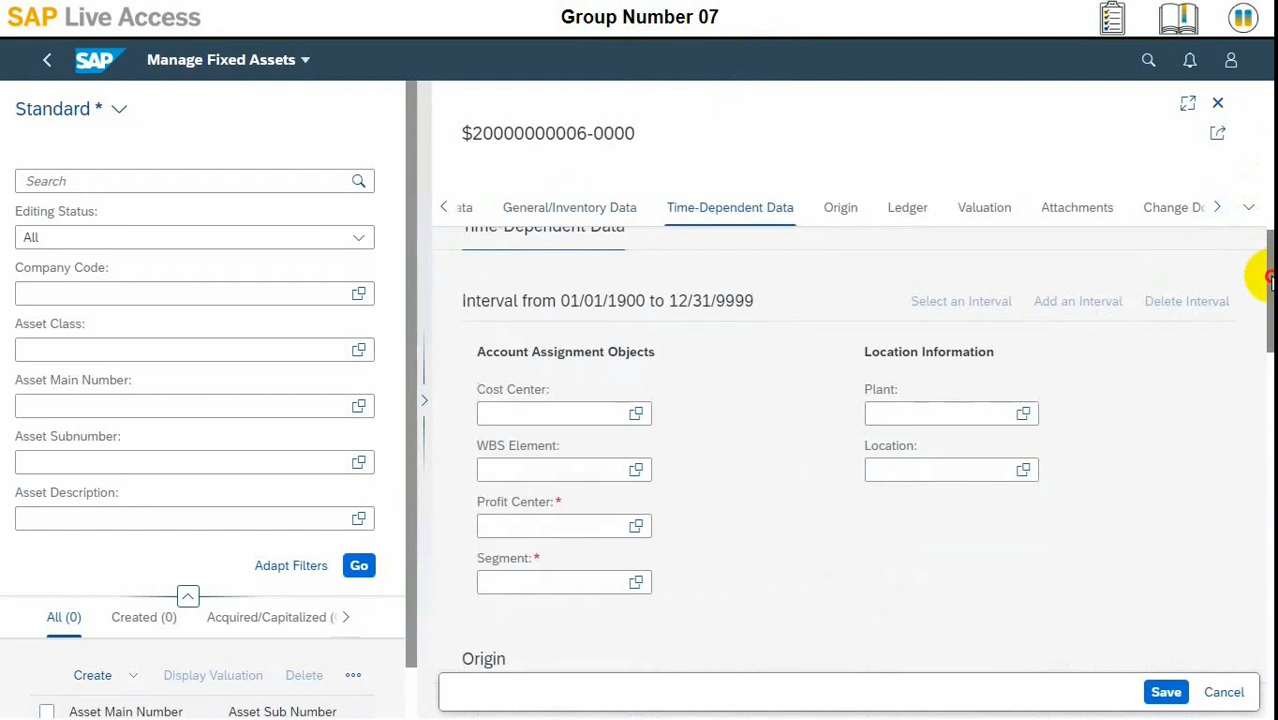 SAP Live Access
Group Number 07
SAP
Manage Fixed Assets
Standard *
Search
Editing Status:
All
Company Code:
Asset Class:
Asset Main Number:
Asset Subnumber:
Asset Description:
Adapt Filters Go
All (0) Created (0) Acquired/Capitalized (
Create Display Valuation Delete
Asset Main Number Asset Sub Number
$20000000006-0000
ata General/Inventory Data Time-Dependent Data Origin Ledger Valuation Attachments Change Do
Time-Dependent Data
Interval from 01/01/1900 to 12/31/9999 Select an Interval Add an Interval Delete Interval
Account Assignment Objects
Cost Center:
WBS Element:
Profit Center:*
Segment:*
Location Information
Plant:
Location:
Origin
Save Cancel